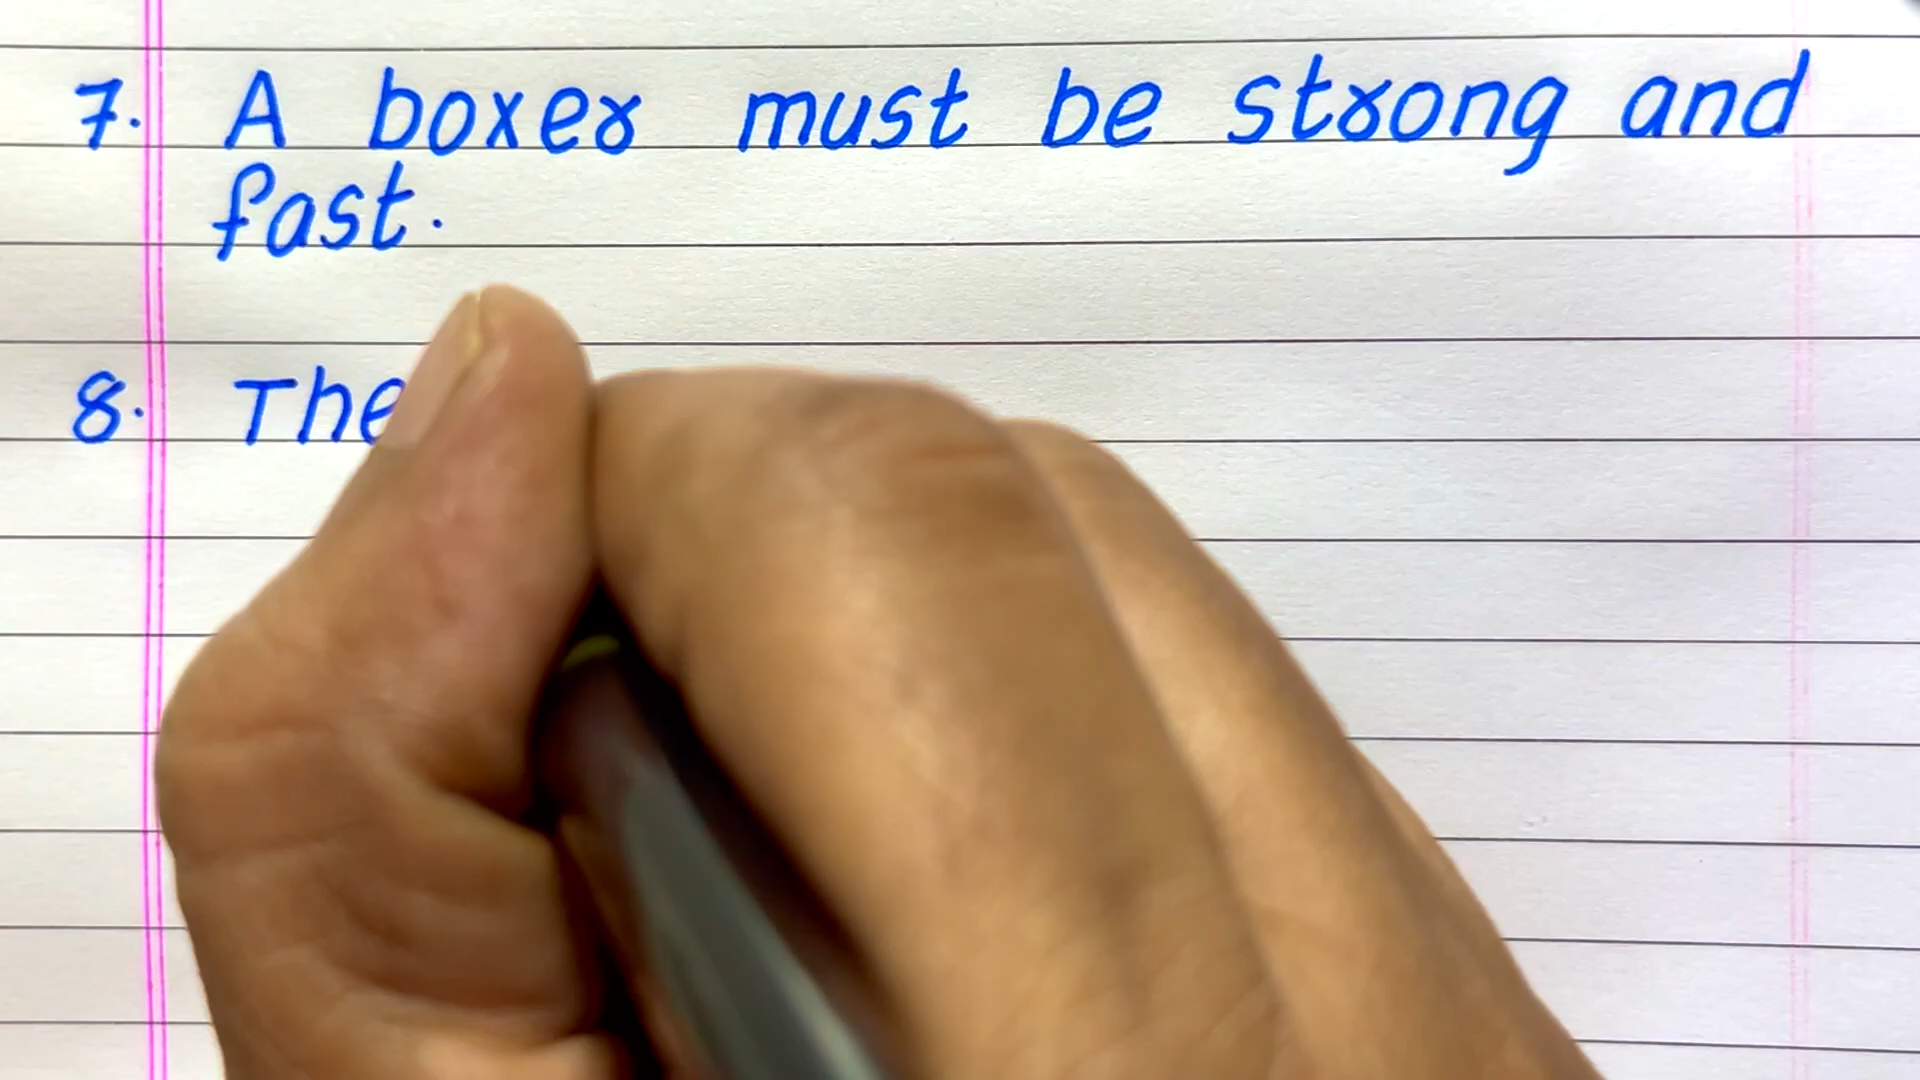 7. A boxer must be strong and
fast.
8. The